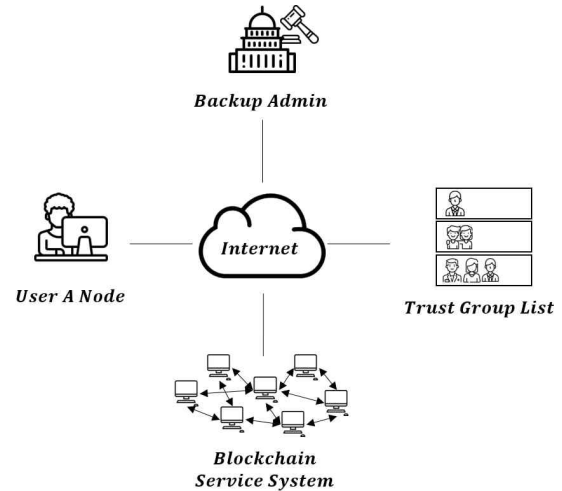 Backup Admin
Internet
User A Node
Trust Group List
Blockchain
Service System